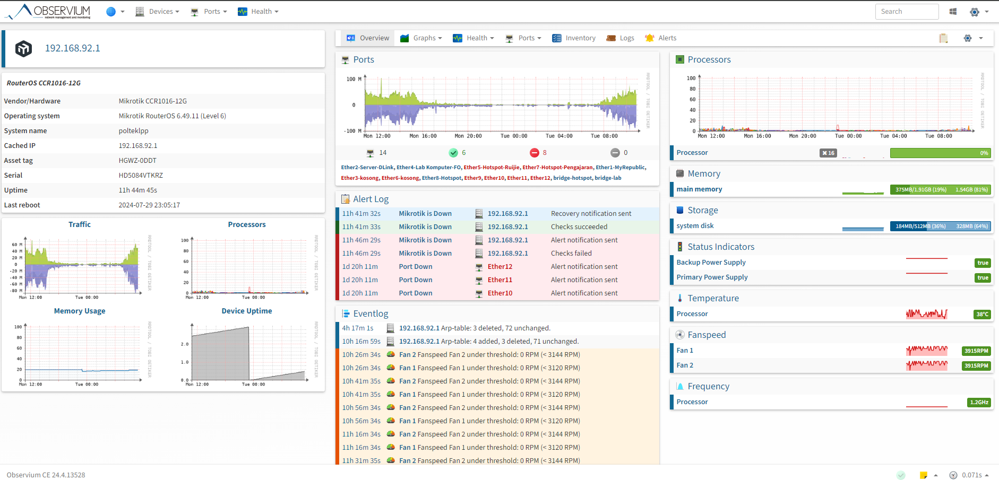 OBSERVIUM
network management and monitoring
Devices
Ports
Health
Search
192.168.92.1
RouterOS CCR1016-12G
Vendor/Hardware Mikrotik CCR1016-12G
Operating system Mikrotik RouterOS 6.49.11 (Level 6)
System name polteklpp
Cached IP 192.168.92.1
Asset tag HGWZ-0DDT
Serial HD5084VTKRZ
Uptime 11h 44m 45s
Last reboot 2024-07-29 23:05:17
Traffic
60 M
40 M
20 M
0
-20 M
-40 M
-60 M
-80 M
Mon 12:00 Tue 00:00
RRDTOOL / TOBI OETIKER
Processors
100
80
60
40
20
0
Mon 12:00 Tue 00:00
RRDTOOL / TOBI OETIKER
Memory Usage
100
80
60
40
20
0
Mon 12:00 Tue 00:00
RRDTOOL / TOBI OETIKER
Device Uptime
2.0
1.0
0.0
Mon 12:00 Tue 00:00
RRDTOOL / TOBI OETIKER
Overview Graphs Health Ports Inventory Logs Alerts
Ports
100 M
0
-100 M
Mon 12:00 Mon 16:00 Mon 20:00 Tue 00:00 Tue 04:00 Tue 08:00
RRDTOOL / TOBI OETIKER
14 6 8 0
Ether2-Server-DLink, Ether4-Lab Komputer-FO, Ether5-Hotspot-Ruijie, Ether7-Hotspot-Pengajaran, Ether1-MyRepublic,
Ether3-kosong, Ether6-kosong, Ether8-Hotspot, Ether9, Ether10, Ether11, Ether12, bridge-hotspot, bridge-lab
Alert Log
11h 41m 32s Mikrotik is Down 192.168.92.1 Recovery notification sent
11h 41m 33s Mikrotik is Down 192.168.92.1 Checks succeeded
11h 46m 29s Mikrotik is Down 192.168.92.1 Alert notification sent
11h 46m 29s Mikrotik is Down 192.168.92.1 Checks failed
1d 20h 11m Port Down Ether12 Alert notification sent
1d 20h 11m Port Down Ether11 Alert notification sent
1d 20h 11m Port Down Ether10 Alert notification sent
Eventlog
4h 17m 1s 192.168.92.1 Arp-table: 3 deleted, 72 unchanged.
10h 16m 59s 192.168.92.1 Arp-table: 4 added, 3 deleted, 71 unchanged.
10h 26m 34s Fan 2 Fanspeed Fan 2 under threshold: 0 RPM (< 3144 RPM)
10h 26m 34s Fan 1 Fanspeed Fan 1 under threshold: 0 RPM (< 3120 RPM)
10h 41m 35s Fan 2 Fanspeed Fan 2 under threshold: 0 RPM (< 3144 RPM)
10h 41m 35s Fan 1 Fanspeed Fan 1 under threshold: 0 RPM (< 3120 RPM)
10h 56m 34s Fan 2 Fanspeed Fan 2 under threshold: 0 RPM (< 3144 RPM)
10h 56m 34s Fan 1 Fanspeed Fan 1 under threshold: 0 RPM (< 3120 RPM)
11h 16m 34s Fan 2 Fanspeed Fan 2 under threshold: 0 RPM (< 3144 RPM)
11h 16m 34s Fan 1 Fanspeed Fan 1 under threshold: 0 RPM (< 3120 RPM)
11h 31m 35s Fan 2 Fanspeed Fan 2 under threshold: 0 RPM (< 3144 RPM)
Processors
100
80
60
40
20
0
Mon 12:00 Mon 16:00 Mon 20:00 Tue 00:00 Tue 04:00 Tue 08:00
RRDTOOL / TOBI OETIKER
Processor ✖ 16 0%
Memory
main memory 375MB/1.91GB (19%) 1.54GB (81%)
Storage
system disk 184MB/512MB (36%) 328MB (64%)
Status Indicators
Backup Power Supply true
Primary Power Supply true
Temperature
Processor 38°C
Fanspeed
Fan 1 3915RPM
Fan 2 3915RPM
Frequency
Processor 1.2GHz
Observium CE 24.4.13528
0.071s